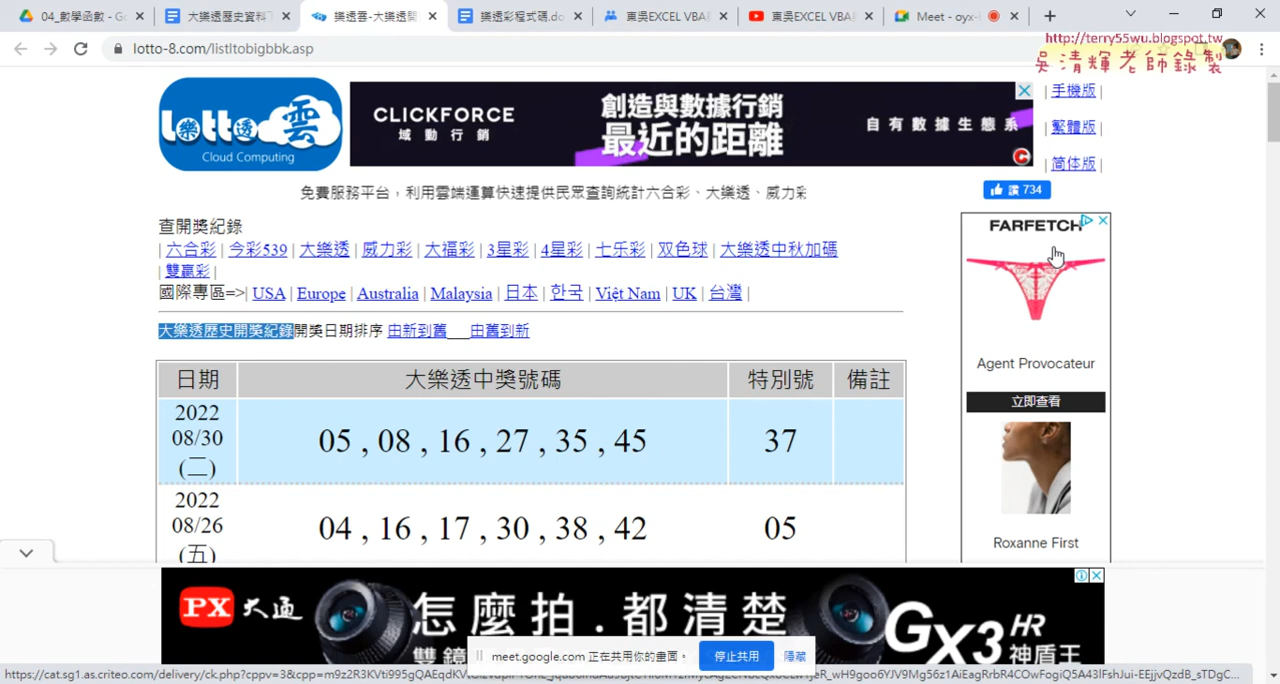 04_數學函數 - Go
大樂透歷史資料下
樂透雲-大樂透開
樂透彩程式碼.do
東吳EXCEL VBA
東吳EXCEL VBA
Meet - oyx-
lotto-8.com/listltobigbbk.asp
http://terry55wu.blogspot.tw
吳清輝老師錄製
Lotto 樂透 雲
Cloud Computing
CLICKFORCE
域動行銷
創造與數據行銷
最近的距離
自有數據生態系
| 手機版 |
| 繁體版 |
| 简体版 |
免費服務平台，利用雲端運算快速提供民眾查詢統計六合彩、大樂透、威力彩
讚 734
查開獎紀錄
| 六合彩 | 今彩539 | 大樂透 | 威力彩 | 大福彩 | 3星彩 | 4星彩 | 七乐彩 | 双色球 | 大樂透中秋加碼
| 雙贏彩 |
國際專區=>| USA | Europe | Australia | Malaysia | 日本 | 한국 | Việt Nam | UK | 台灣 |
大樂透歷史開獎紀錄開獎日期排序 由新到舊___由舊到新
日期 大樂透中獎號碼 特別號 備註
2022
08/30
(二)
05 , 08 , 16 , 27 , 35 , 45 37
2022
08/26
(五)
04 , 16 , 17 , 30 , 38 , 42 05
FARFETCH
Agent Provocateur
立即查看
Roxanne First
PX大通
怎麼拍.都清楚
雙鏡
GX3 HR
神盾王
meet.google.com 正在共用你的畫面。
停止共用
隱藏